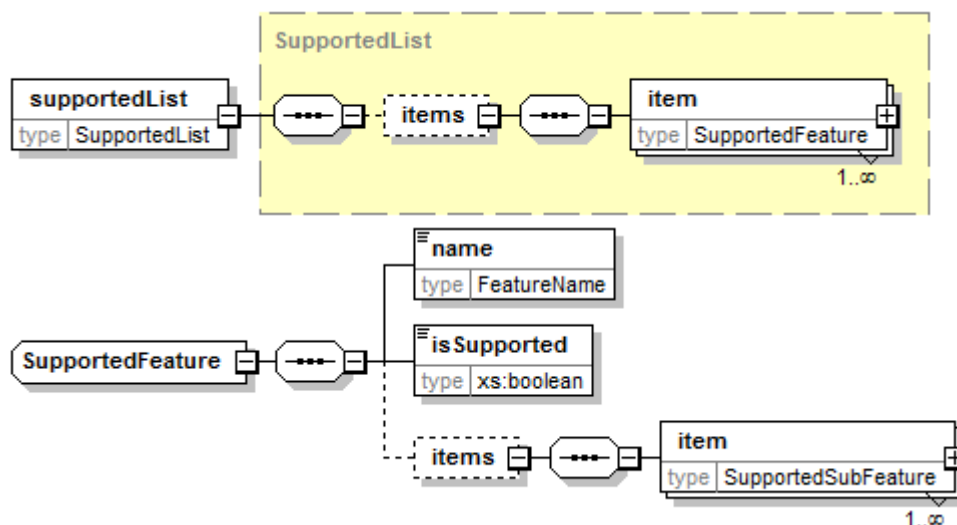 SupportedList
supportedList
type SupportedList
items
item
type SupportedFeature
1..∞
name
type FeatureName
SupportedFeature
isSupported
type xs:boolean
items
item
type SupportedSubFeature
1..∞